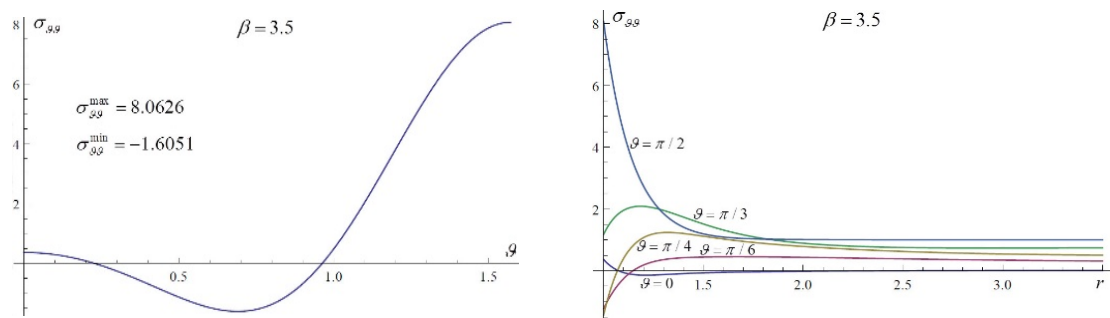 σ_ϑϑ
β = 3.5
8
6
σ_ϑϑ^max = 8.0626
σ_ϑϑ^min = −1.6051
4
2
ϑ
0.5
1.0
1.5
σ_ϑϑ
β = 3.5
8
6
4
ϑ = π / 2
2
ϑ = π / 3
ϑ = π / 4
ϑ = π / 6
ϑ = 0
1.5
2.0
2.5
3.0
r